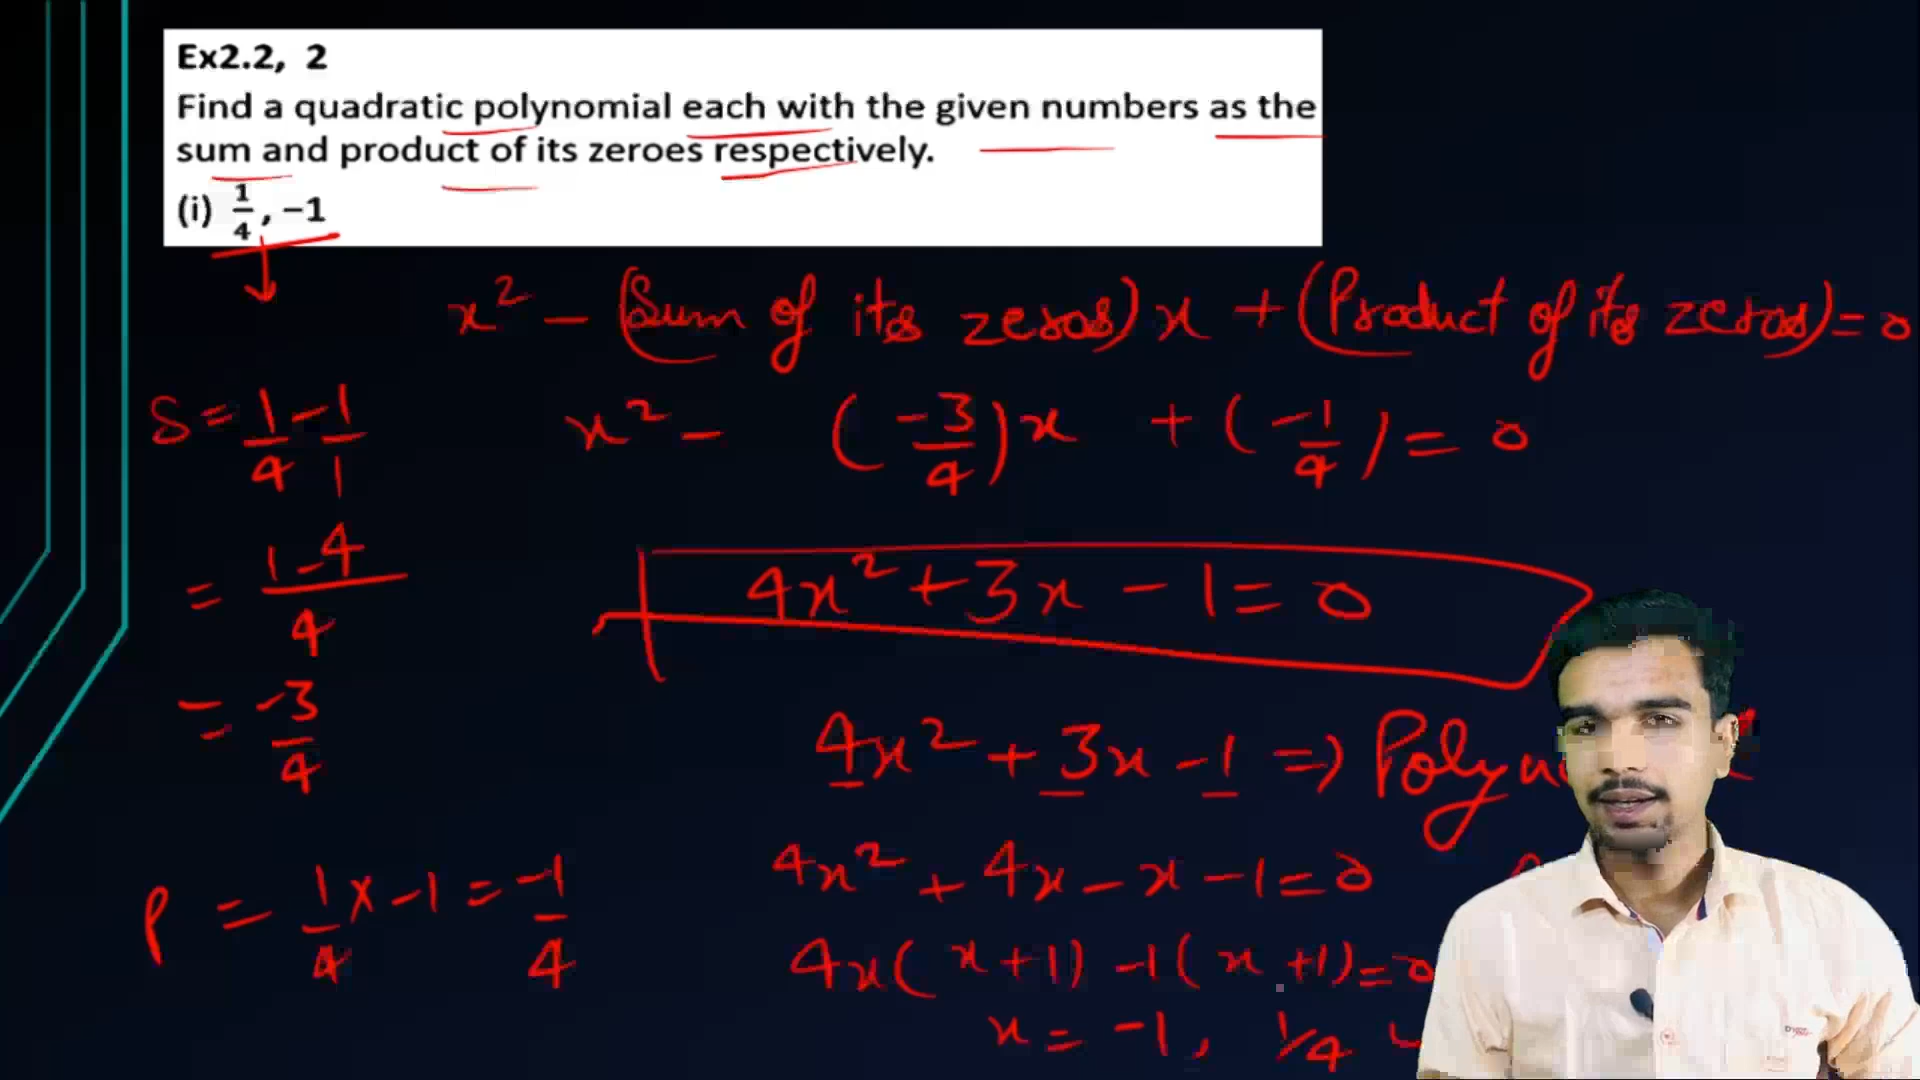 Ex2.2, 2
Find a quadratic polynomial each with the given numbers as the
sum and product of its zeroes respectively.
(i) 1/4, −1
x² − (Sum of its zeros) x + (Product of its zeros) = 0
S = 1/4 − 1/1
x² − (−3/4)x + (−1/4) = 0
= 1−4/4
4x² + 3x − 1 = 0
= −3/4
4x² + 3x − 1 ⇒
4x² + 4x − x − 1 = 0
P = 1/4 × −1 = −1/4
4x(x+1) −1(x+1) = 0
x = −1, 1/4